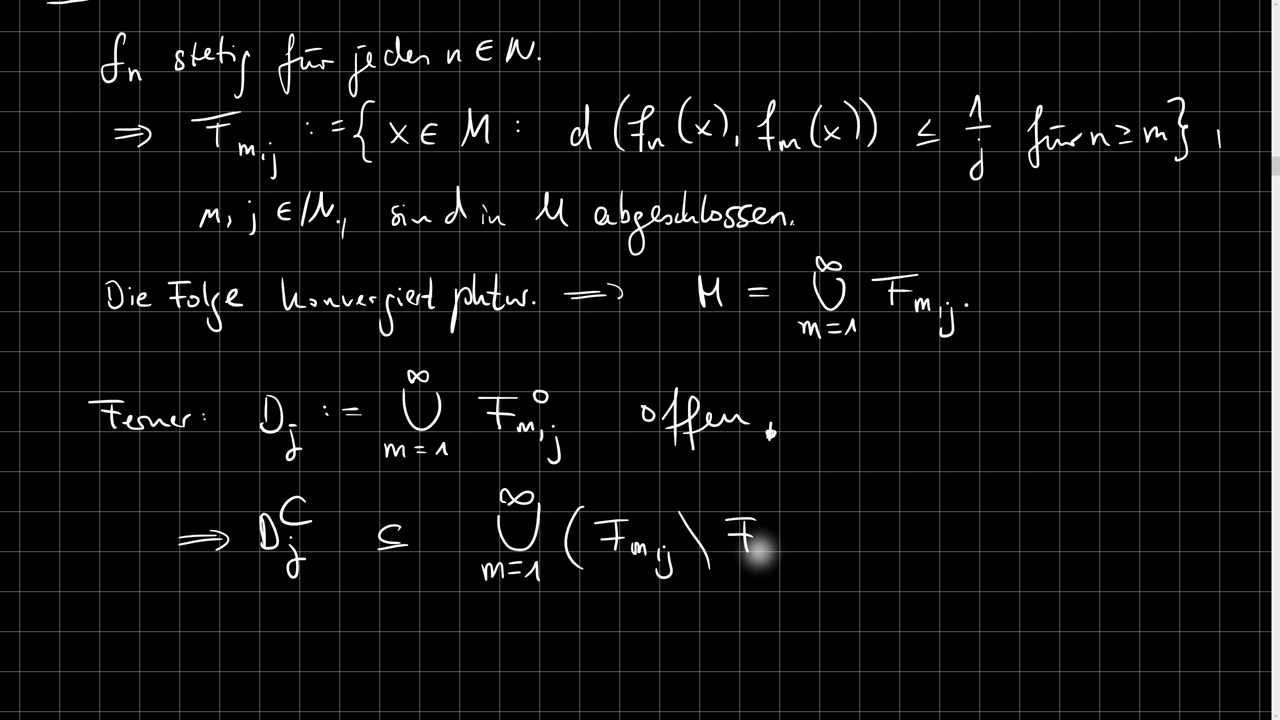 fₙ stetig für jedes n ∈ ℕ.
⇒ F_{m,j} := { x ∈ M : d(fₙ(x), fₘ(x)) ≤ 1/j für n ≥ m } ,
m, j ∈ ℕ, sind in M abgeschlossen.
Die Folge konvergiert pktw. ⇒ M = ⋃_{m=1}^{∞} F_{m,j}.
Ferner: D_j := ⋃_{m=1}^{∞} F°_{m,j} offen.
⇒ D_j^C ⊆ ⋃_{m=1}^{∞} ( F_{m,j} \ F